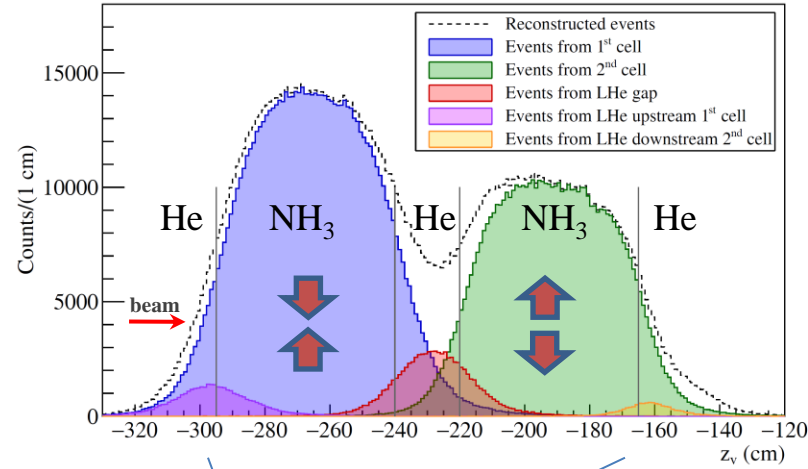 Reconstructed events
Events from 1st cell
Events from 2nd cell
Events from LHe gap
Events from LHe upstream 1st cell
Events from LHe downstream 2nd cell
15000
10000
5000
0
Counts/(1 cm)
He NH3 He NH3 He
beam
−320 −300 −280 −260 −240 −220 −200 −180 −160 −140 −120
zv (cm)